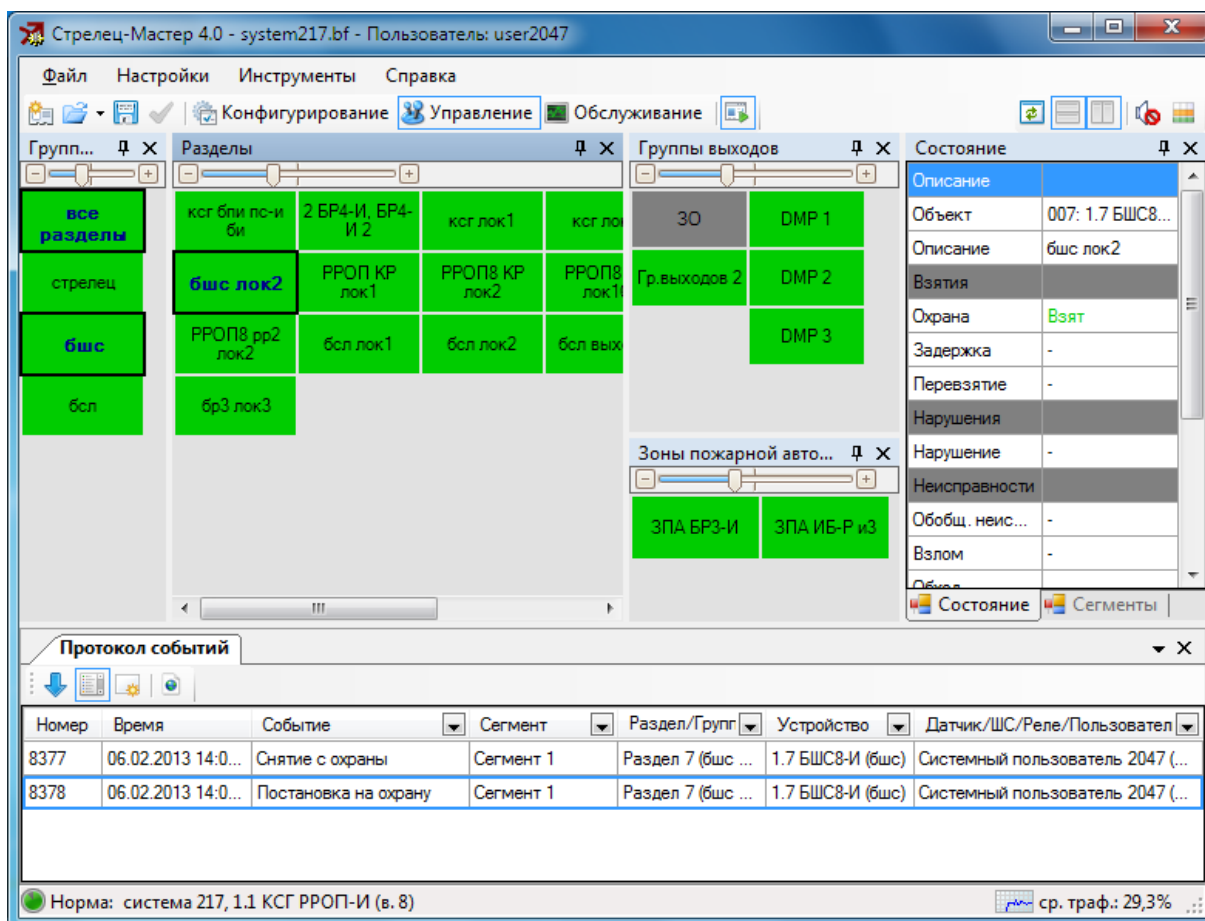 Стрелец-Мастер 4.0 - system217.bf - Пользователь: user2047
Файл Настройки Инструменты Справка
Конфигурирование Управление Обслуживание
Групп...
все
разделы
стрелец
бшс
бсл
Разделы
ксг бпи пс-и
би
2 БР4-И, БР4-
И 2
ксг лок1
ксг лок
бшс лок2
РРОП КР
лок1
РРОП8 КР
лок2
РРОП8
лок10
РРОП8 рр2
лок2
бсл лок1
бсл лок2
бсл вых
бр3 лок3
Группы выходов
ЗО
DMP 1
Гр.выходов 2
DMP 2
DMP 3
Зоны пожарной авто...
ЗПА БР3-И
ЗПА ИБ-Р и3
Состояние
Описание
Объект 007: 1.7 БШС8...
Описание бшс лок2
Взятия
Охрана Взят
Задержка -
Перевзятие -
Нарушения
Нарушение -
Неисправности
Обобщ. неис... -
Взлом -
Обход
Состояние Сегменты
Протокол событий
Номер Время Событие Сегмент Раздел/Групп Устройство Датчик/ШС/Реле/Пользовател
8377 06.02.2013 14:0... Снятие с охраны Сегмент 1 Раздел 7 (бшс ... 1.7 БШС8-И (бшс) Системный пользователь 2047 (...
8378 06.02.2013 14:0... Постановка на охрану Сегмент 1 Раздел 7 (бшс ... 1.7 БШС8-И (бшс) Системный пользователь 2047 (...
Норма: система 217, 1.1 КСГ РРОП-И (в. 8) ср. траф.: 29,3%